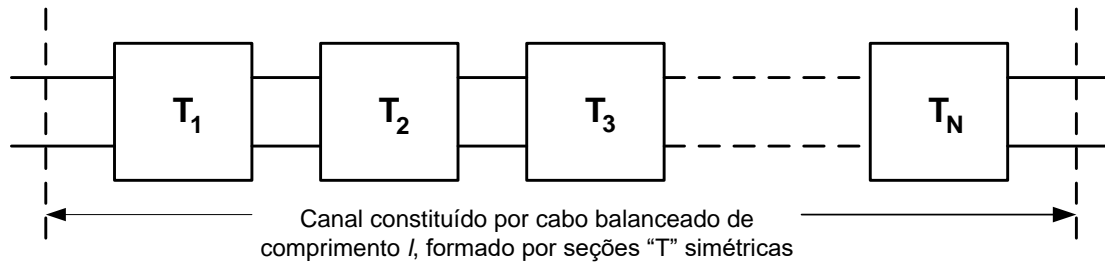 T1 T2 T3 TN
Canal constituído por cabo balanceado de
comprimento l, formado por seções “T” simétricas